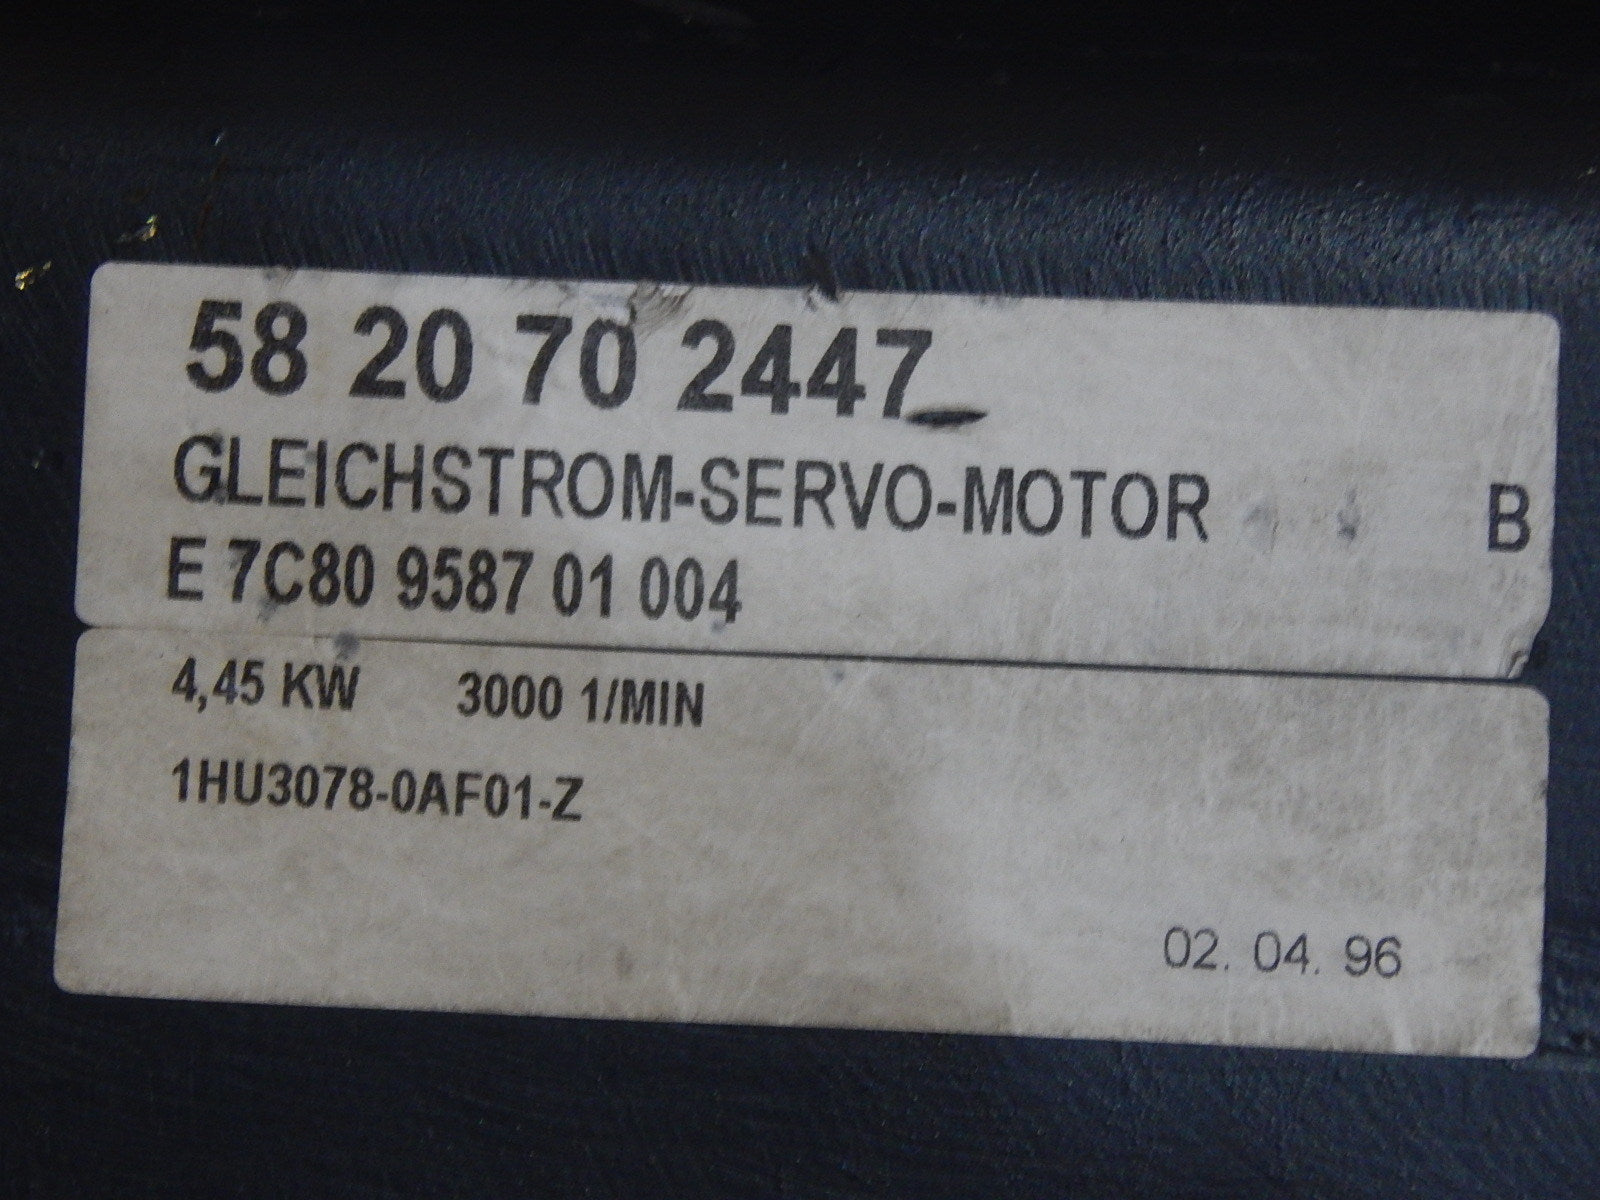 58 20 70 2447
GLEICHSTROM-SERVO-MOTOR B
E 7C80 9587 01 004
4,45 KW 3000 1/MIN
1HU3078-0AF01-Z
02. 04. 96